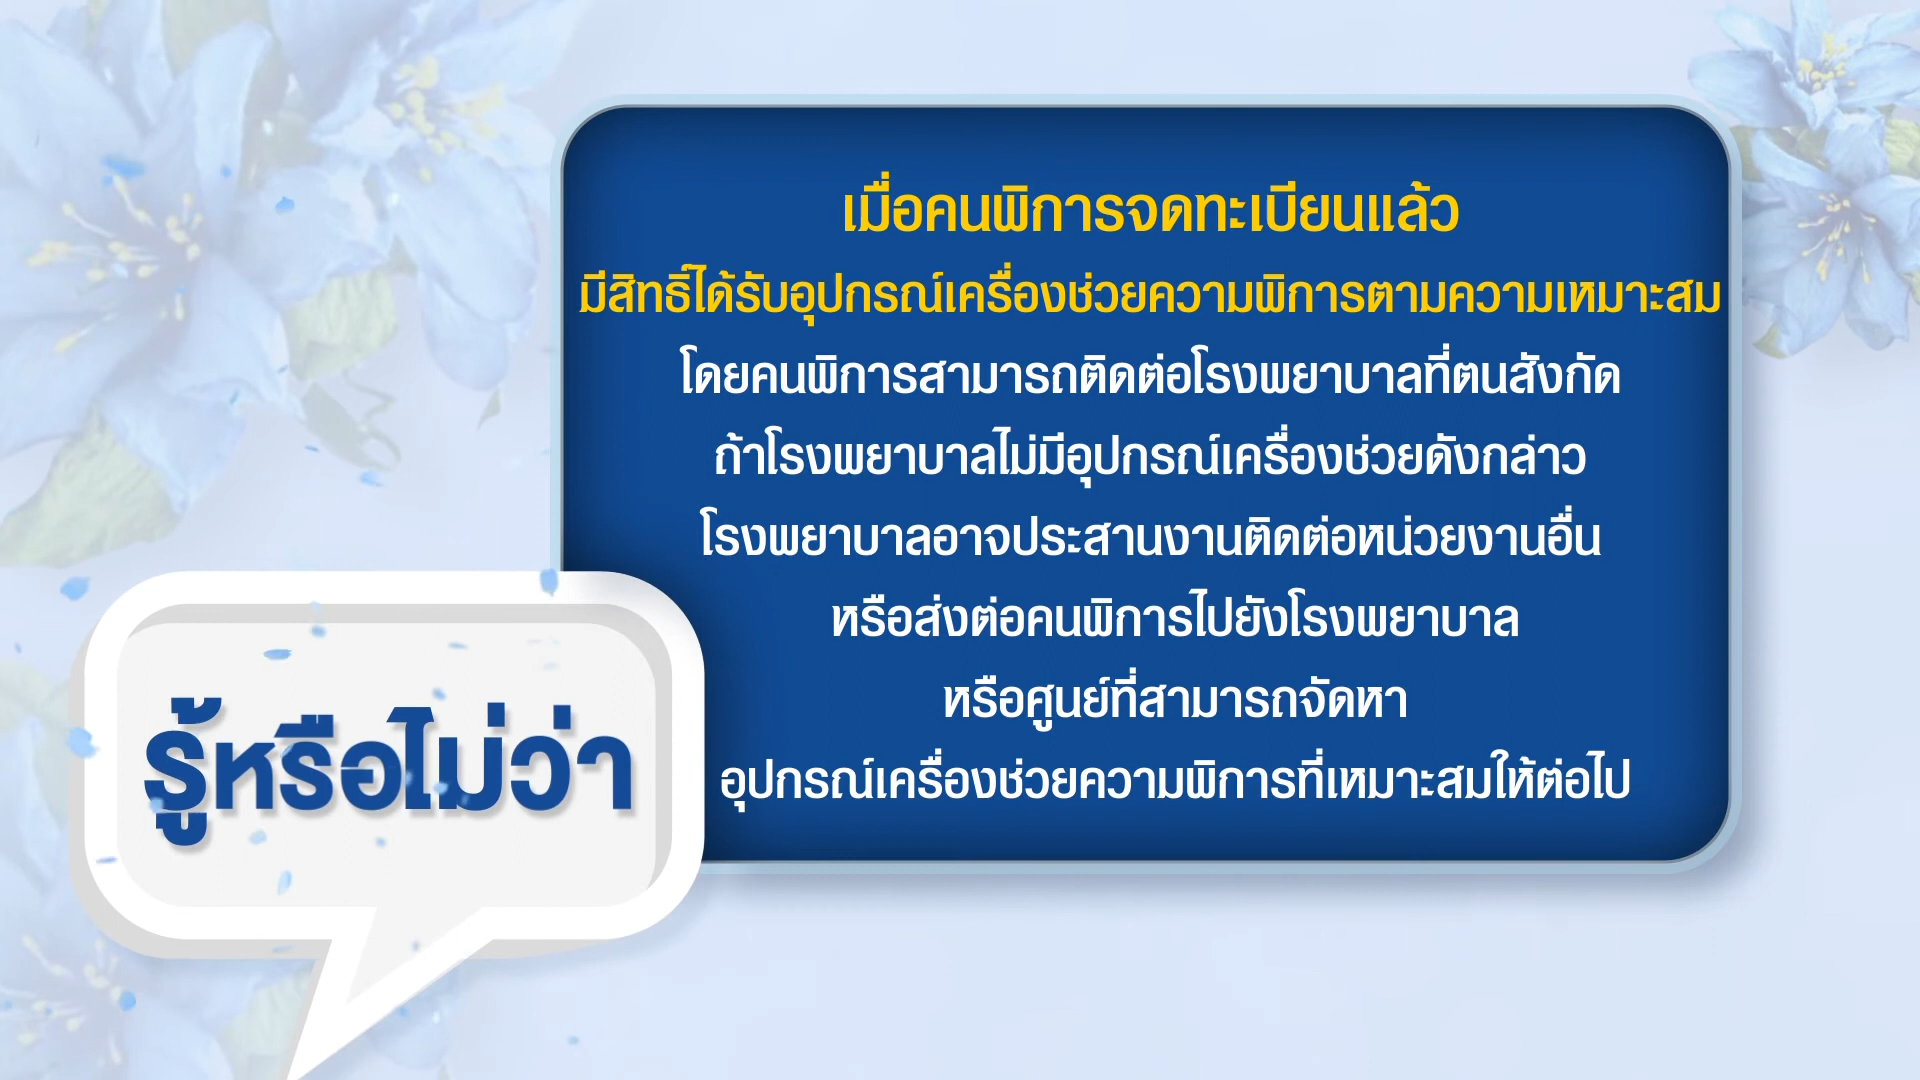 เมื่อคนพิการจดทะเบียนแล้ว
มีสิทธิ์ได้รับอุปกรณ์เครื่องช่วยความพิการตามความเหมาะสม
โดยคนพิการสามารถติดต่อโรงพยาบาลที่ตนสังกัด
ถ้าโรงพยาบาลไม่มีอุปกรณ์เครื่องช่วยดังกล่าว
โรงพยาบาลอาจประสานงานติดต่อหน่วยงานอื่น
หรือส่งต่อคนพิการไปยังโรงพยาบาล
หรือศูนย์ที่สามารถจัดหา
อุปกรณ์เครื่องช่วยความพิการที่เหมาะสมให้ต่อไป
รู้หรือไม่ว่า